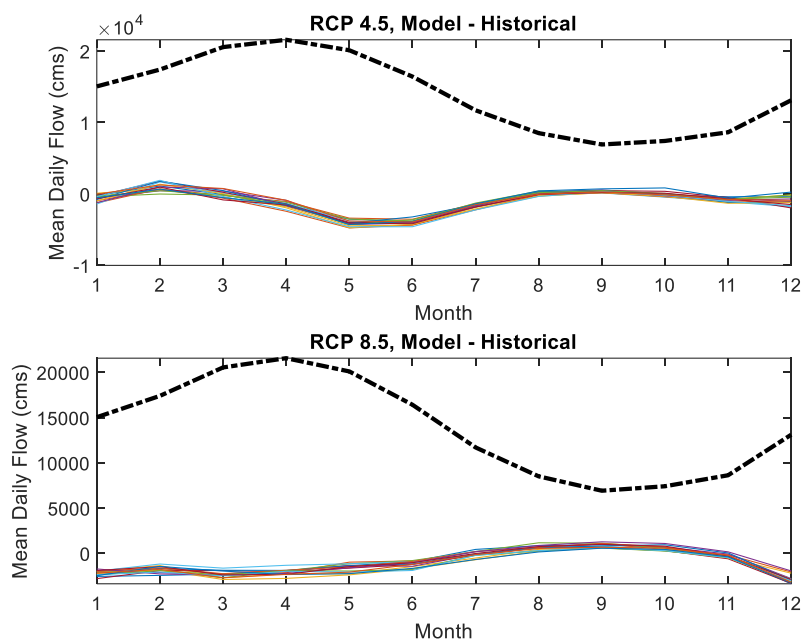 RCP 4.5, Model - Historical
×10⁴
Mean Daily Flow (cms)
2
1
0
-1
1 2 3 4 5 6 7 8 9 10 11 12
Month
RCP 8.5, Model - Historical
Mean Daily Flow (cms)
20000
15000
10000
5000
0
1 2 3 4 5 6 7 8 9 10 11 12
Month